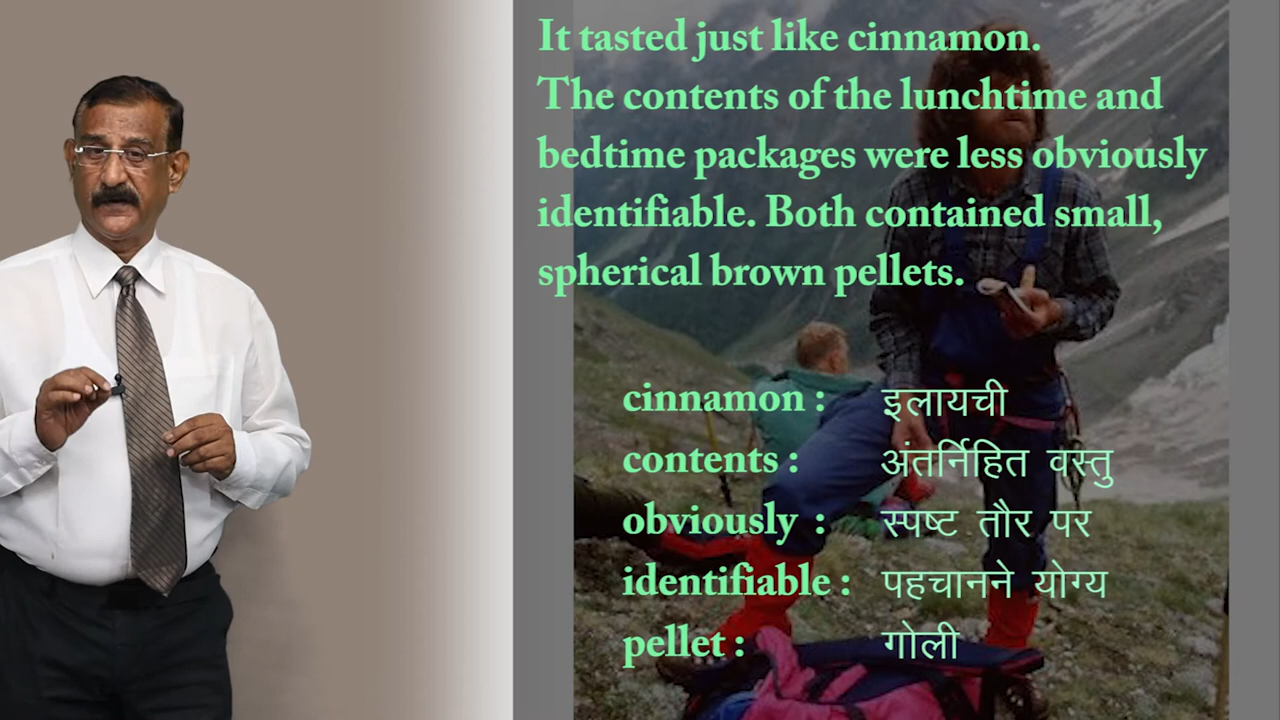 It tasted just like cinnamon.
The contents of the lunchtime and
bedtime packages were less obviously
identifiable. Both contained small,
spherical brown pellets.
cinnamon : इलायची
contents : अंतर्निहित वस्तु
obviously : स्पष्ट तौर पर
identifiable : पहचानने योग्य
pellet : गोली